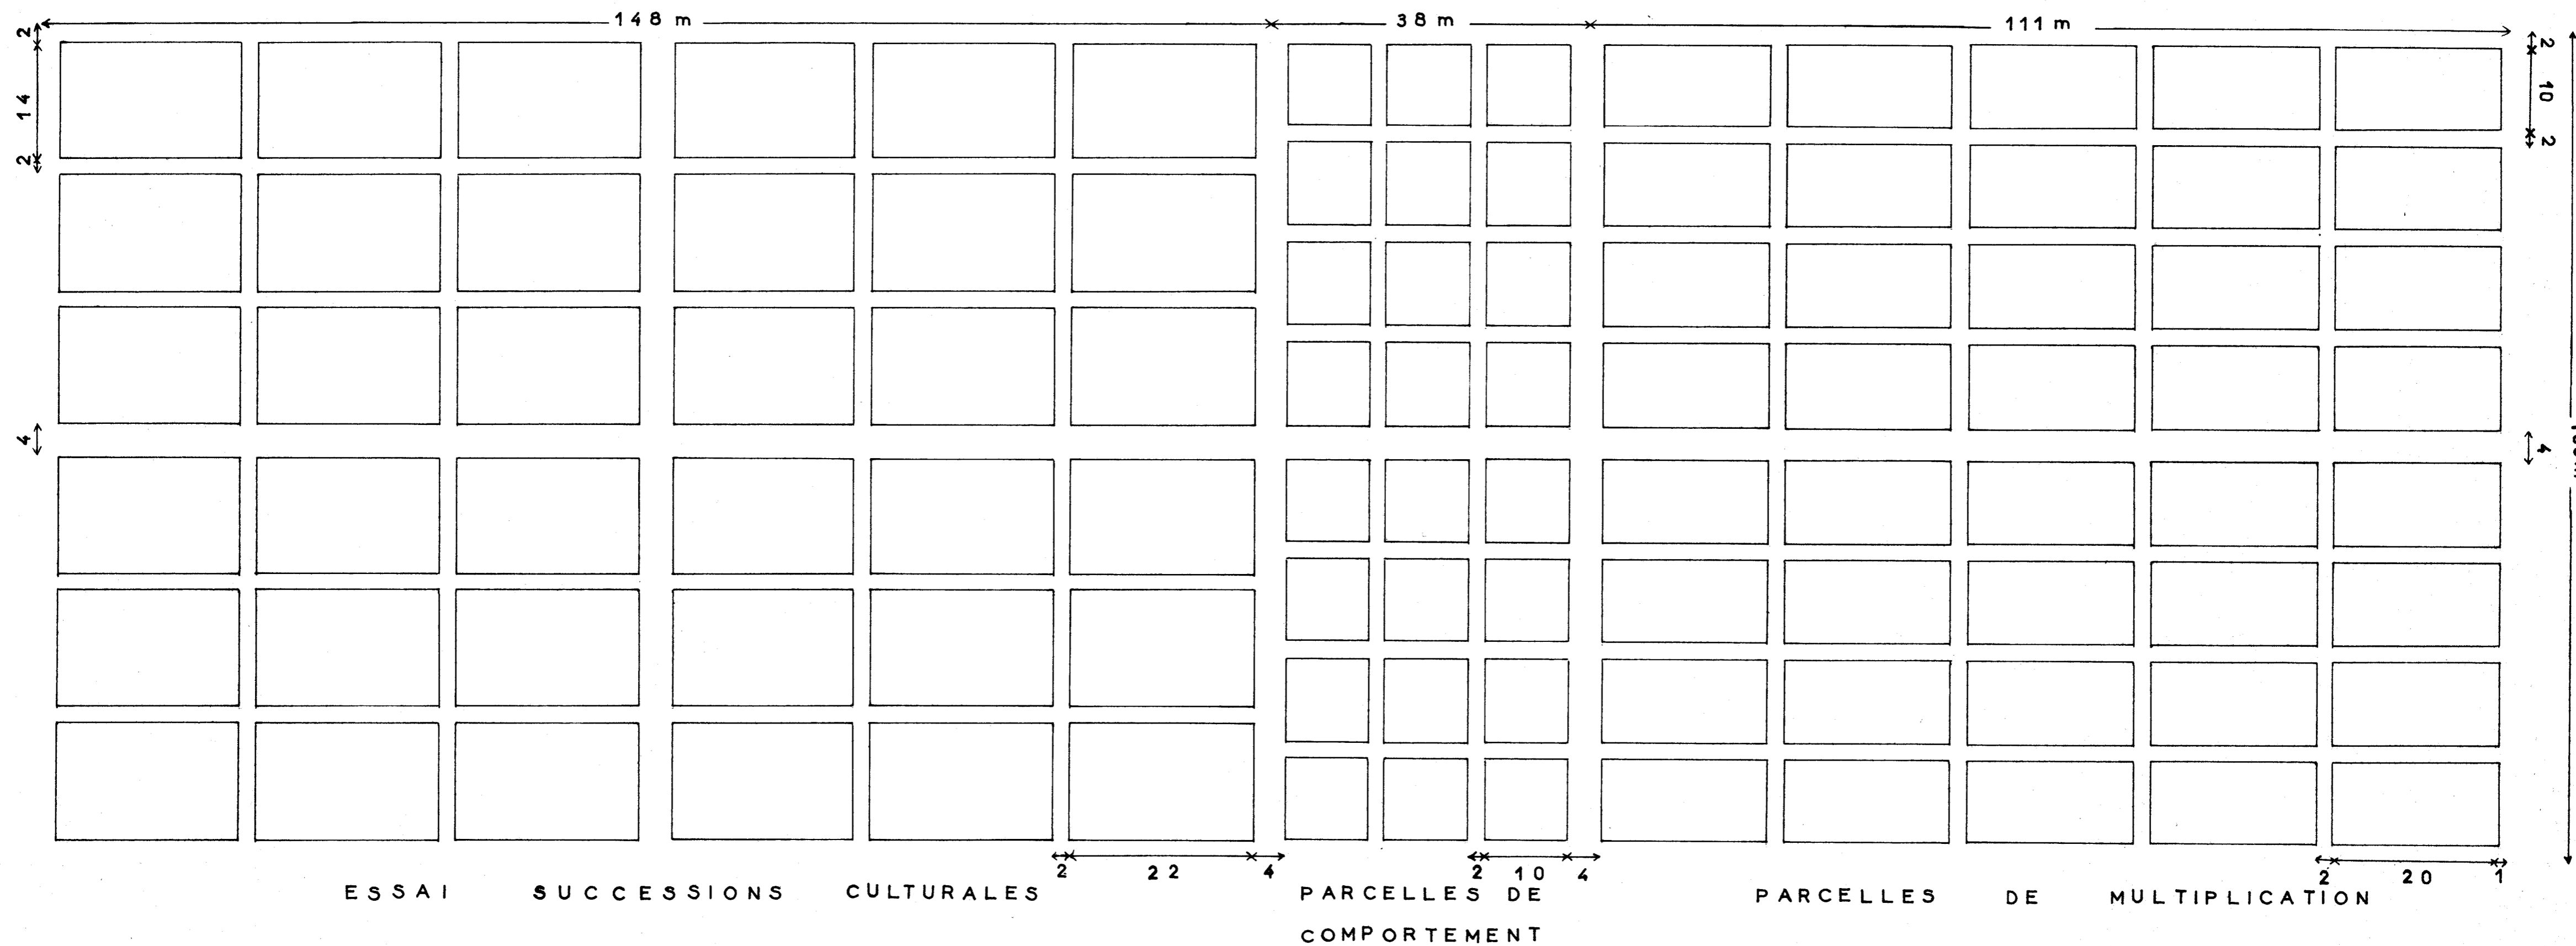 148 m 38 m 111 m
2
14
2
4
2
10
2
4
2 22 4
2 10 4
2 20 1
ESSAI SUCCESSIONS CULTURALES
PARCELLES DE
COMPORTEMENT
PARCELLES DE MULTIPLICATION